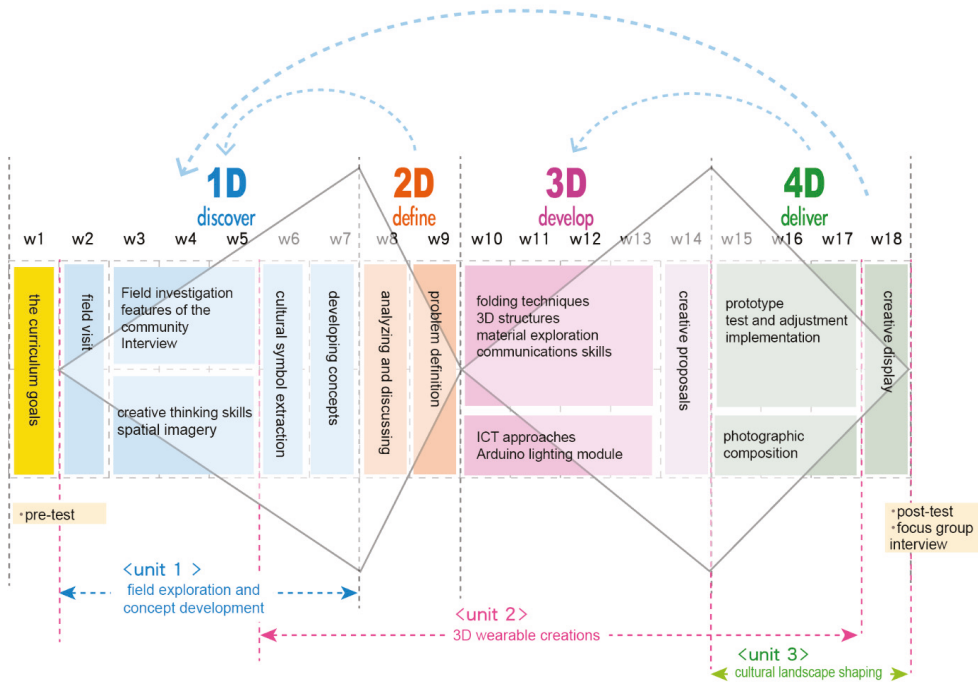 1D
discover
2D
define
3D
develop
4D
deliver
w1 w2 w3 w4 w5 w6 w7 w8 w9 w10 w11 w12 w13 w14 w15 w16 w17 w18
the curriculum goals
field visit
Field investigation
features of the
community
Interview
creative thinking skills
spatial imagery
cultural symbol extraction
developing concepts
analyzing and discussing
problem definition
folding techniques
3D structures
material exploration
communications skills
ICT approaches
Arduino lighting module
creative proposals
prototype
test and adjustment
implementation
photographic
composition
creative display
•pre-test
•post-test
•focus group
interview
<unit 1>
field exploration and
concept development
<unit 2>
3D wearable creations
<unit 3>
cultural landscape shaping